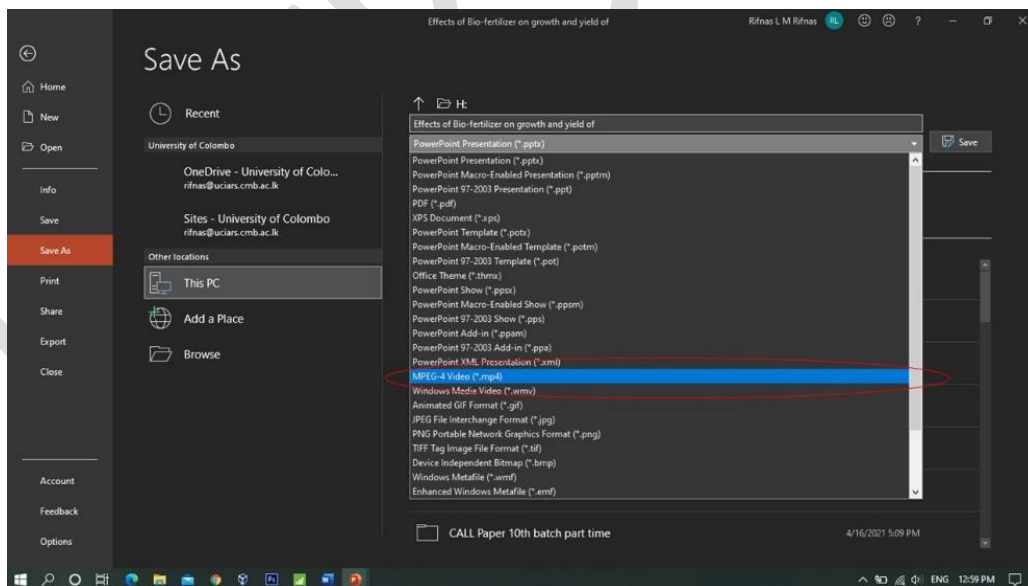 Effects of Bio-fertilizer on growth and yield of
Rifnas L M Rifnas
RL
?
Save As
Home
New
Open
Info
Save
Save As
Print
Share
Export
Close
Account
Feedback
Options
Recent
University of Colombo
OneDrive - University of Colo...
rifnas@uciars.cmb.ac.lk
Sites - University of Colombo
rifnas@uciars.cmb.ac.lk
Other locations
This PC
Add a Place
Browse
H:
Effects of Bio-fertilizer on growth and yield of
PowerPoint Presentation (*.pptx)
Save
PowerPoint Presentation (*.pptx)
PowerPoint Macro-Enabled Presentation (*.pptm)
PowerPoint 97-2003 Presentation (*.ppt)
PDF (*.pdf)
XPS Document (*.xps)
PowerPoint Template (*.potx)
PowerPoint Macro-Enabled Template (*.potm)
PowerPoint 97-2003 Template (*.pot)
Office Theme (*.thmx)
PowerPoint Show (*.ppsx)
PowerPoint Macro-Enabled Show (*.ppsm)
PowerPoint 97-2003 Show (*.pps)
PowerPoint Add-in (*.ppam)
PowerPoint 97-2003 Add-in (*.ppa)
PowerPoint XML Presentation (*.xml)
MPEG-4 Video (*.mp4)
Windows Media Video (*.wmv)
Animated GIF Format (*.gif)
JPEG File Interchange Format (*.jpg)
PNG Portable Network Graphics Format (*.png)
TIFF Tag Image File Format (*.tif)
Device Independent Bitmap (*.bmp)
Windows Metafile (*.wmf)
Enhanced Windows Metafile (*.emf)
CALL Paper 10th batch part time
4/16/2021 5:09 PM
Ps
ENG 12:59 PM